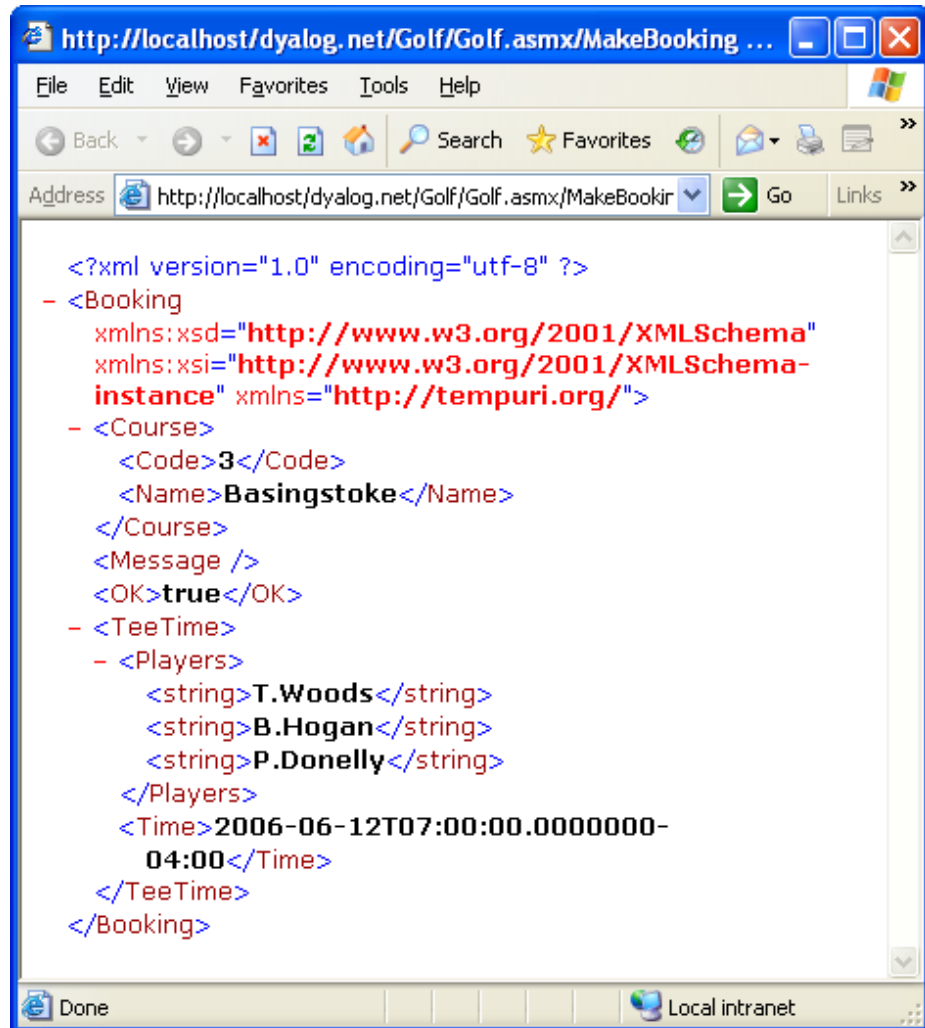 http://localhost/dyalog.net/Golf/Golf.asmx/MakeBooking ...
File Edit View Favorites Tools Help
Back Search Favorites »
Address http://localhost/dyalog.net/Golf/Golf.asmx/MakeBookin Go Links »
<?xml version="1.0" encoding="utf-8" ?>
- <Booking
xmlns:xsd="http://www.w3.org/2001/XMLSchema"
xmlns:xsi="http://www.w3.org/2001/XMLSchema-
instance" xmlns="http://tempuri.org/">
- <Course>
<Code>3</Code>
<Name>Basingstoke</Name>
</Course>
<Message />
<OK>true</OK>
- <TeeTime>
- <Players>
<string>T.Woods</string>
<string>B.Hogan</string>
<string>P.Donelly</string>
</Players>
<Time>2006-06-12T07:00:00.0000000-
04:00</Time>
</TeeTime>
</Booking>
Done Local intranet